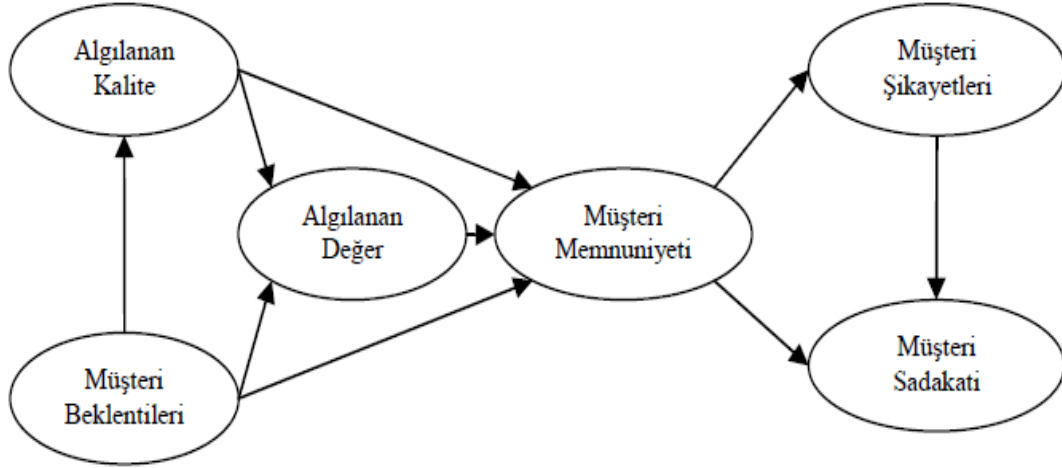 Algılanan
Kalite
Müşteri
Şikayetleri
Algılanan
Değer
Müşteri
Memnuniyeti
Müşteri
Beklentileri
Müşteri
Sadakati